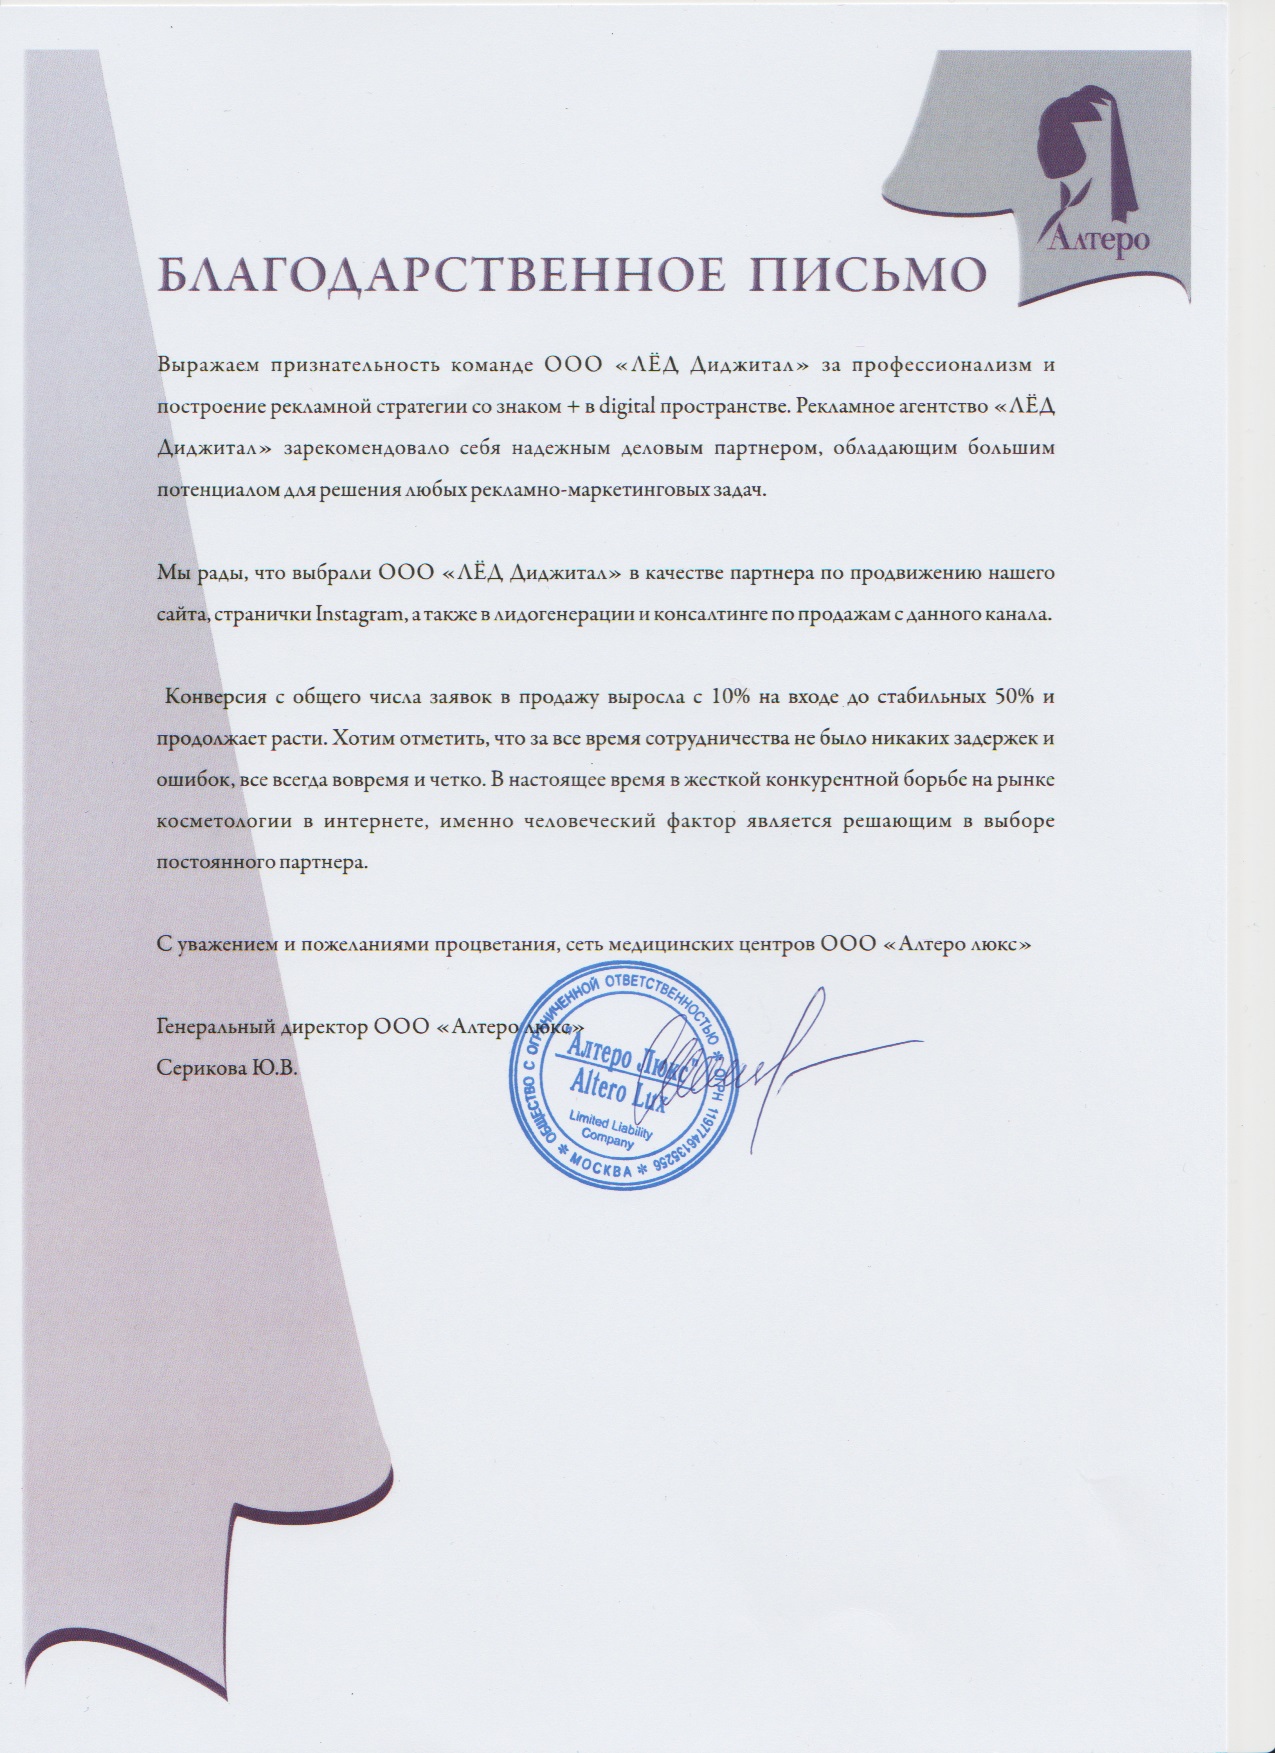 Алтеро
БЛАГОДАРСТВЕННОЕ ПИСЬМО
Выражаем признательность команде ООО «ЛЁД Диджитал» за профессионализм и
построение рекламной стратегии со знаком + в digital пространстве. Рекламное агентство «ЛЁД
Диджитал» зарекомендовало себя надежным деловым партнером, обладающим большим
потенциалом для решения любых рекламно-маркетинговых задач.
Мы рады, что выбрали ООО «ЛЁД Диджитал» в качестве партнера по продвижению нашего
сайта, странички Instagram, а также в лидогенерации и консалтинге по продажам с данного канала.
Конверсия с общего числа заявок в продажу выросла с 10% на входе до стабильных 50% и
продолжает расти. Хотим отметить, что за все время сотрудничества не было никаких задержек и
ошибок, все всегда вовремя и четко. В настоящее время в жесткой конкурентной борьбе на рынке
косметологии в интернете, именно человеческий фактор является решающим в выборе
постоянного партнера.
С уважением и пожеланиями процветания, сеть медицинских центров ООО «Алтеро люкс»
Генеральный директор ООО «Алтеро люкс»
Серикова Ю.В.
ОБЩЕСТВО С ОГРАНИЧЕННОЙ ОТВЕТСТВЕННОСТЬЮ * ОГРН 1197746135256 * МОСКВА *
"Алтеро Люкс"
Altero Lux
Limited Liability
Company